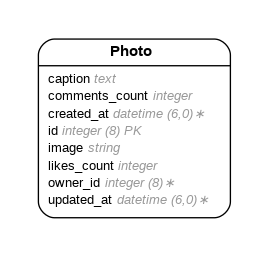 Photo
caption text
comments_count integer
created_at datetime (6,0)∗
id integer (8) PK
image string
likes_count integer
owner_id integer (8)∗
updated_at datetime (6,0)∗